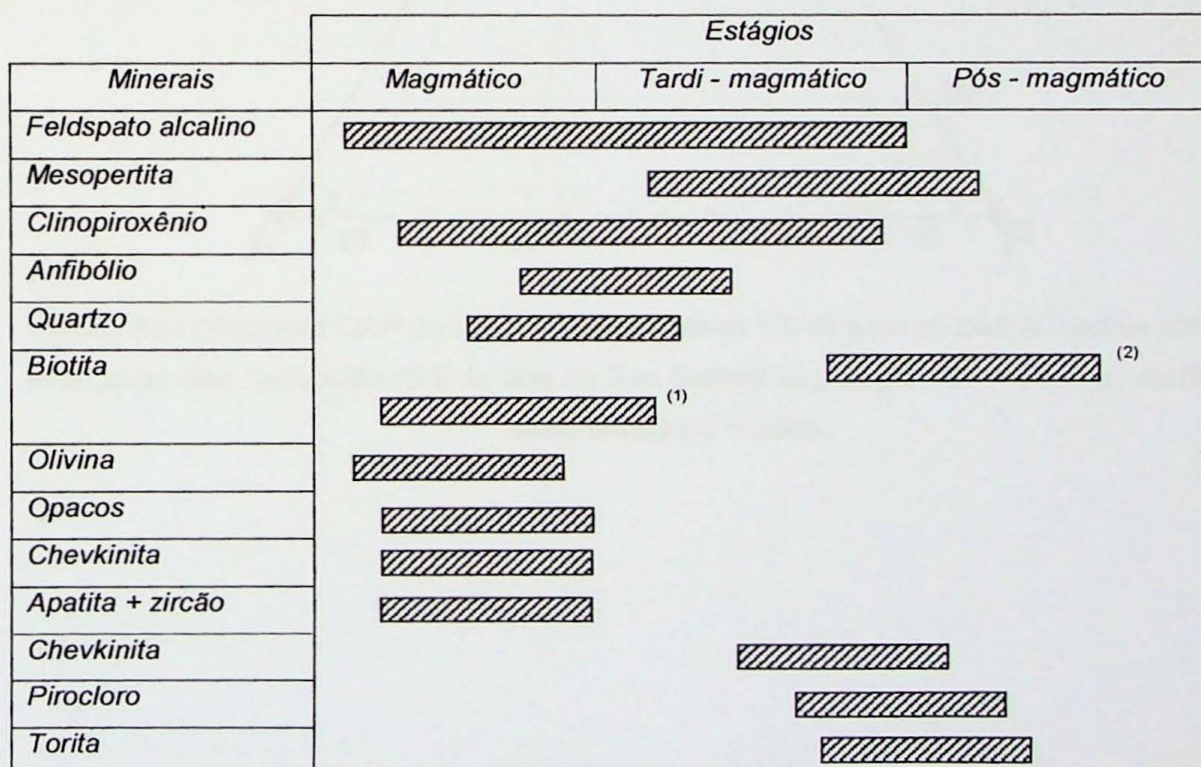 Estágios
Minerais Magmático Tardi - magmático Pós - magmático
Feldspato alcalino
Mesopertita
Clinopiroxênio
Anfibólio
Quartzo
Biotita (2)
(1)
Olivina
Opacos
Chevkinita
Apatita + zircão
Chevkinita
Pirocloro
Torita